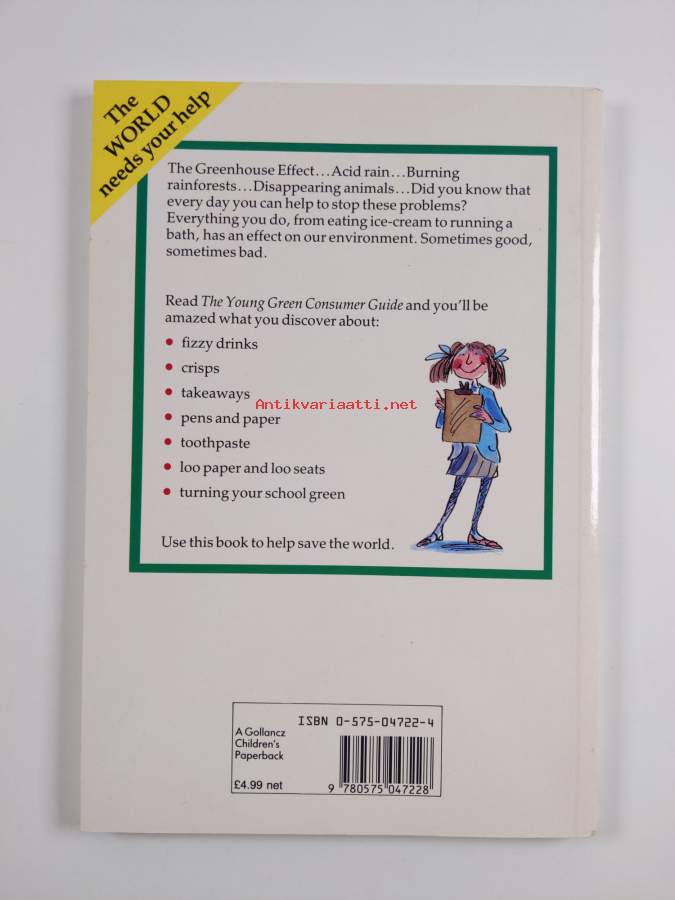 The
WORLD
needs your help
The Greenhouse Effect...Acid rain...Burning
rainforests...Disappearing animals...Did you know that
every day you can help to stop these problems?
Everything you do, from eating ice-cream to running a
bath, has an effect on our environment. Sometimes good,
sometimes bad.
Read The Young Green Consumer Guide and you'll be
amazed what you discover about:
• fizzy drinks
• crisps
• takeaways
Antikvariaatti.net
• pens and paper
• toothpaste
• loo paper and loo seats
• turning your school green
Use this book to help save the world.
ISBN 0-575-04722-4
A Gollancz
Children's
Paperback
£4.99 net
9 780575 047228